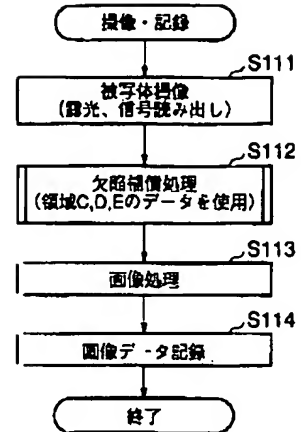 撮像・記録
S111
被写体撮像
(露光、信号読み出し)
S112
欠陥補償処理
(領域C,D,Eのデータを使用)
S113
画像処理
S114
画像データ記録
終了